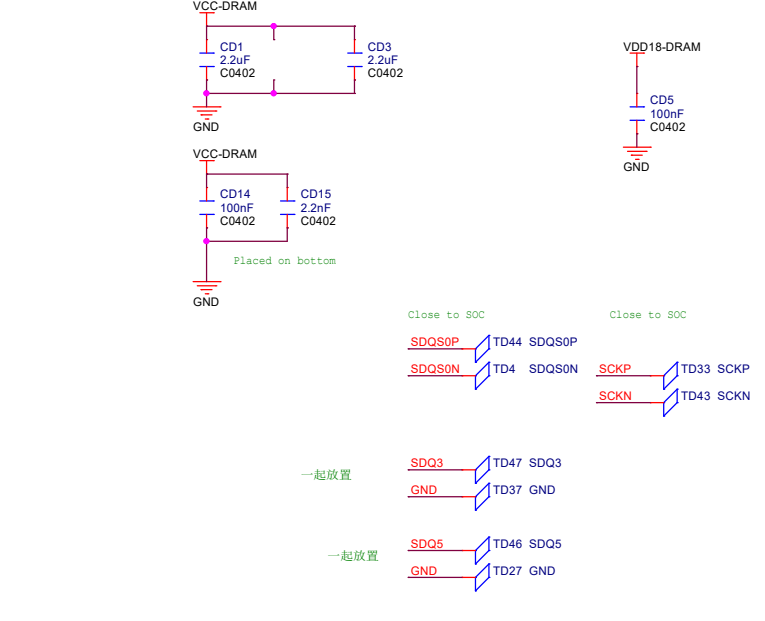 VCC-DRAM
CD1
2.2uF
C0402
CD3
2.2uF
C0402
GND
VDD18-DRAM
CD5
100nF
C0402
GND
VCC-DRAM
CD14
100nF
C0402
CD15
2.2nF
C0402
Placed on bottom
GND
Close to SOC
SDQS0P TD44 SDQS0P
SDQS0N TD4 SDQS0N
Close to SOC
SCKP TD33 SCKP
SCKN TD43 SCKN
一起放置
SDQ3 TD47 SDQ3
GND TD37 GND
一起放置
SDQ5 TD46 SDQ5
GND TD27 GND